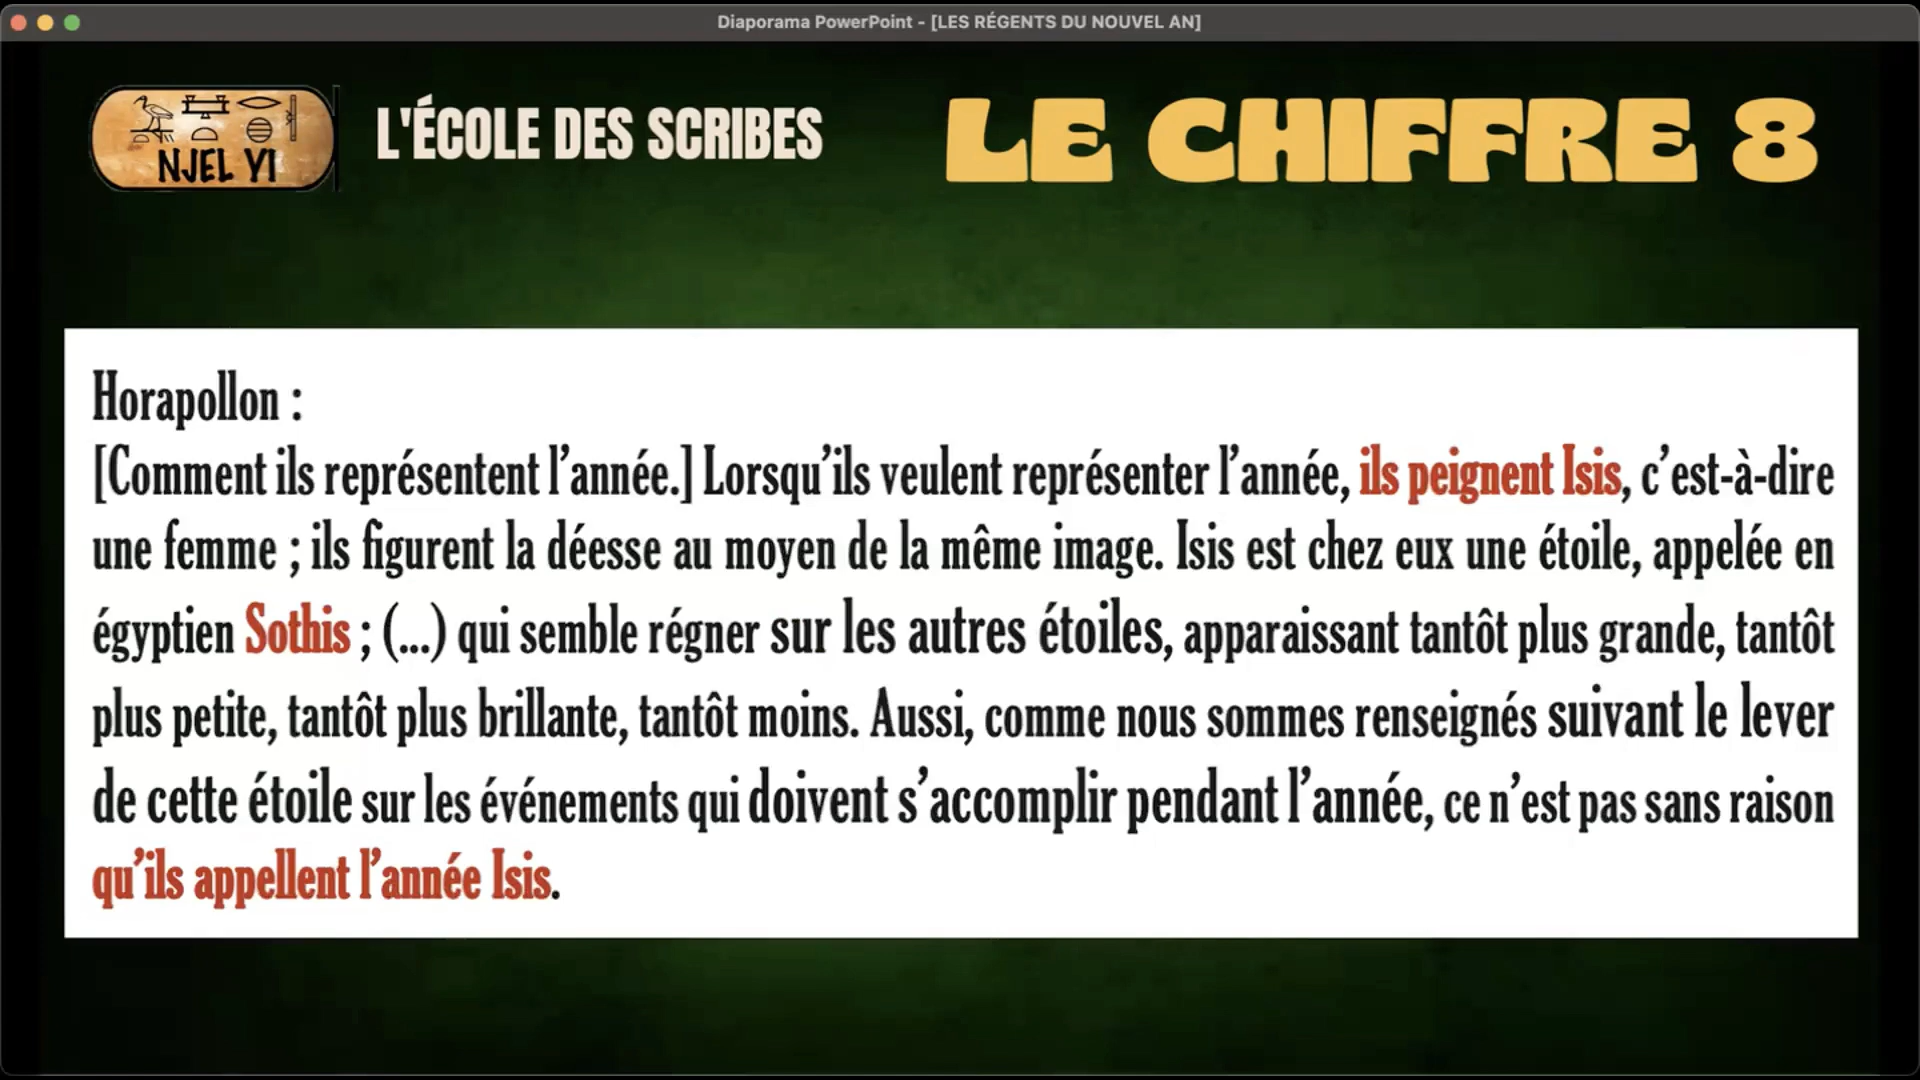 Diaporama PowerPoint - [LES RÉGENTS DU NOUVEL AN]
NJEL YI
L'ÉCOLE DES SCRIBES
LE CHIFFRE 8
Horapollon :
[Comment ils représentent l’année.] Lorsqu’ils veulent représenter l’année, ils peignent Isis, c’est-à-dire
une femme ; ils figurent la déesse au moyen de la même image. Isis est chez eux une étoile, appelée en
égyptien Sothis ; (...) qui semble régner sur les autres étoiles, apparaissant tantôt plus grande, tantôt
plus petite, tantôt plus brillante, tantôt moins. Aussi, comme nous sommes renseignés suivant le lever
de cette étoile sur les événements qui doivent s’accomplir pendant l’année, ce n’est pas sans raison
qu’ils appellent l’année Isis.